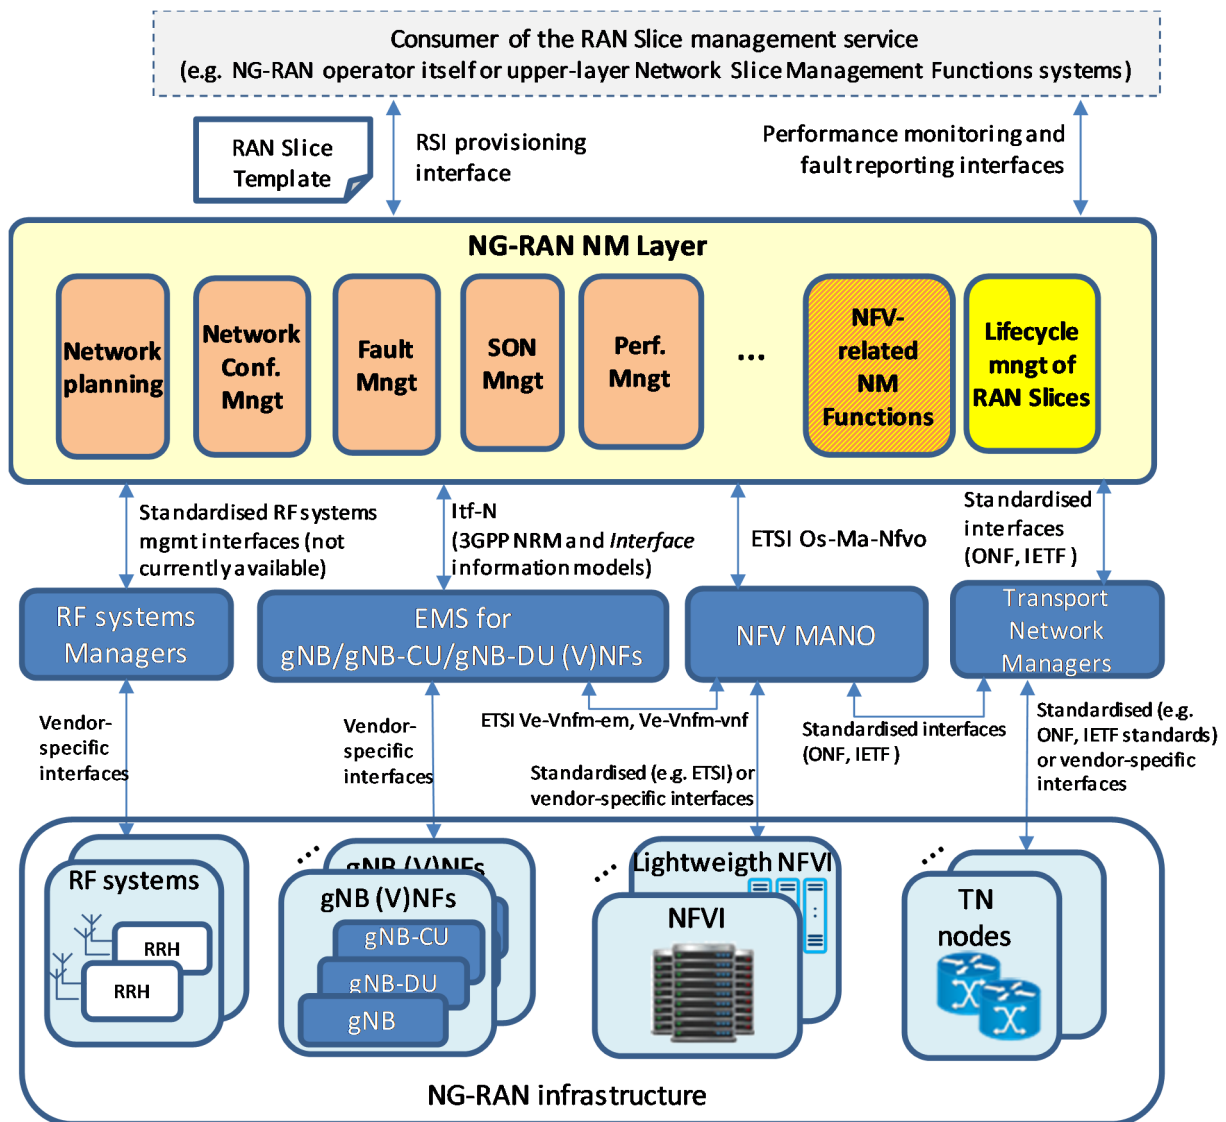 Consumer of the RAN Slice management service
(e.g. NG-RAN operator itself or upper-layer Network Slice Management Functions systems)
RAN Slice
Template
RSI provisioning
interface
Performance monitoring and
fault reporting interfaces
NG-RAN NM Layer
Network
planning
Network
Conf.
Mngt
Fault
Mngt
SON
Mngt
Perf.
Mngt
...
NFV-
related
NM
Functions
Lifecycle
mngt of
RAN Slices
Standardised RF systems
mgmt interfaces (not
currently available)
Itf-N
(3GPP NRM and Interface
information models)
ETSI Os-Ma-Nfvo
Standardised
interfaces
(ONF, IETF )
RF systems
Managers
EMS for
gNB/gNB-CU/gNB-DU (V)NFs
NFV MANO
Transport
Network
Managers
Vendor-
specific
interfaces
Vendor-
specific
interfaces
ETSI Ve-Vnfm-em, Ve-Vnfm-vnf
Standardised (e.g. ETSI) or
vendor-specific interfaces
Standardised interfaces
(ONF, IETF )
Standardised (e.g.
ONF, IETF standards)
or vendor-specific
interfaces
RF systems
RRH
RRH
...
gNB (V)NFs
gNB (V)NFs
gNB-CU
gNB-DU
gNB
...
Lightweigth NFVI
NFVI
...
TN
nodes
NG-RAN infrastructure